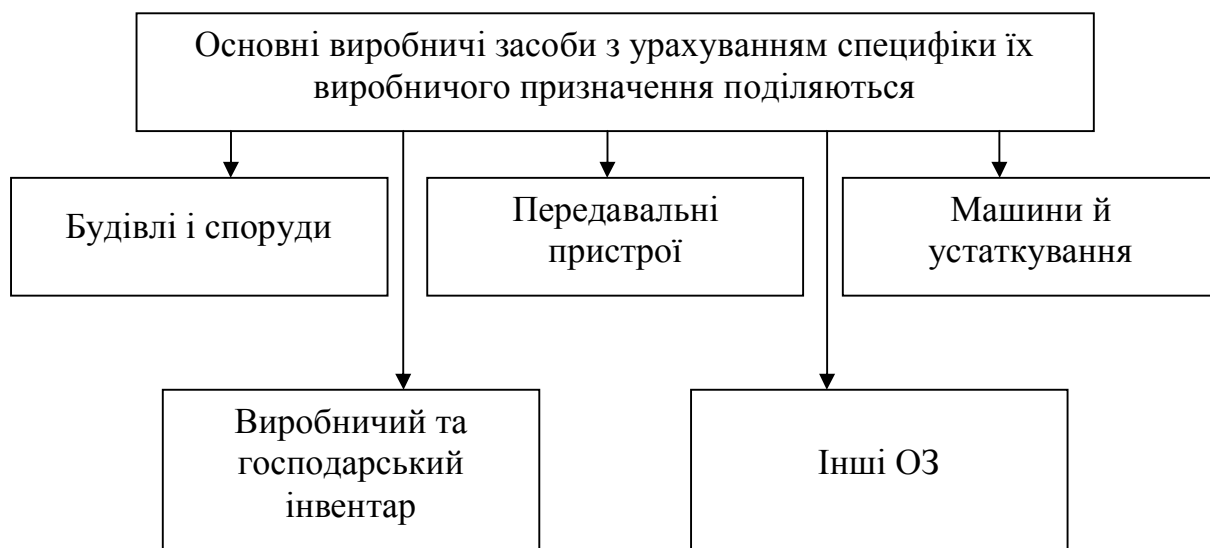 Основні виробничі засоби з урахуванням специфіки їх
виробничого призначення поділяються
Будівлі і споруди
Передавальні
пристрої
Машини й
устаткування
Виробничий та
господарський
інвентар
Інші ОЗ